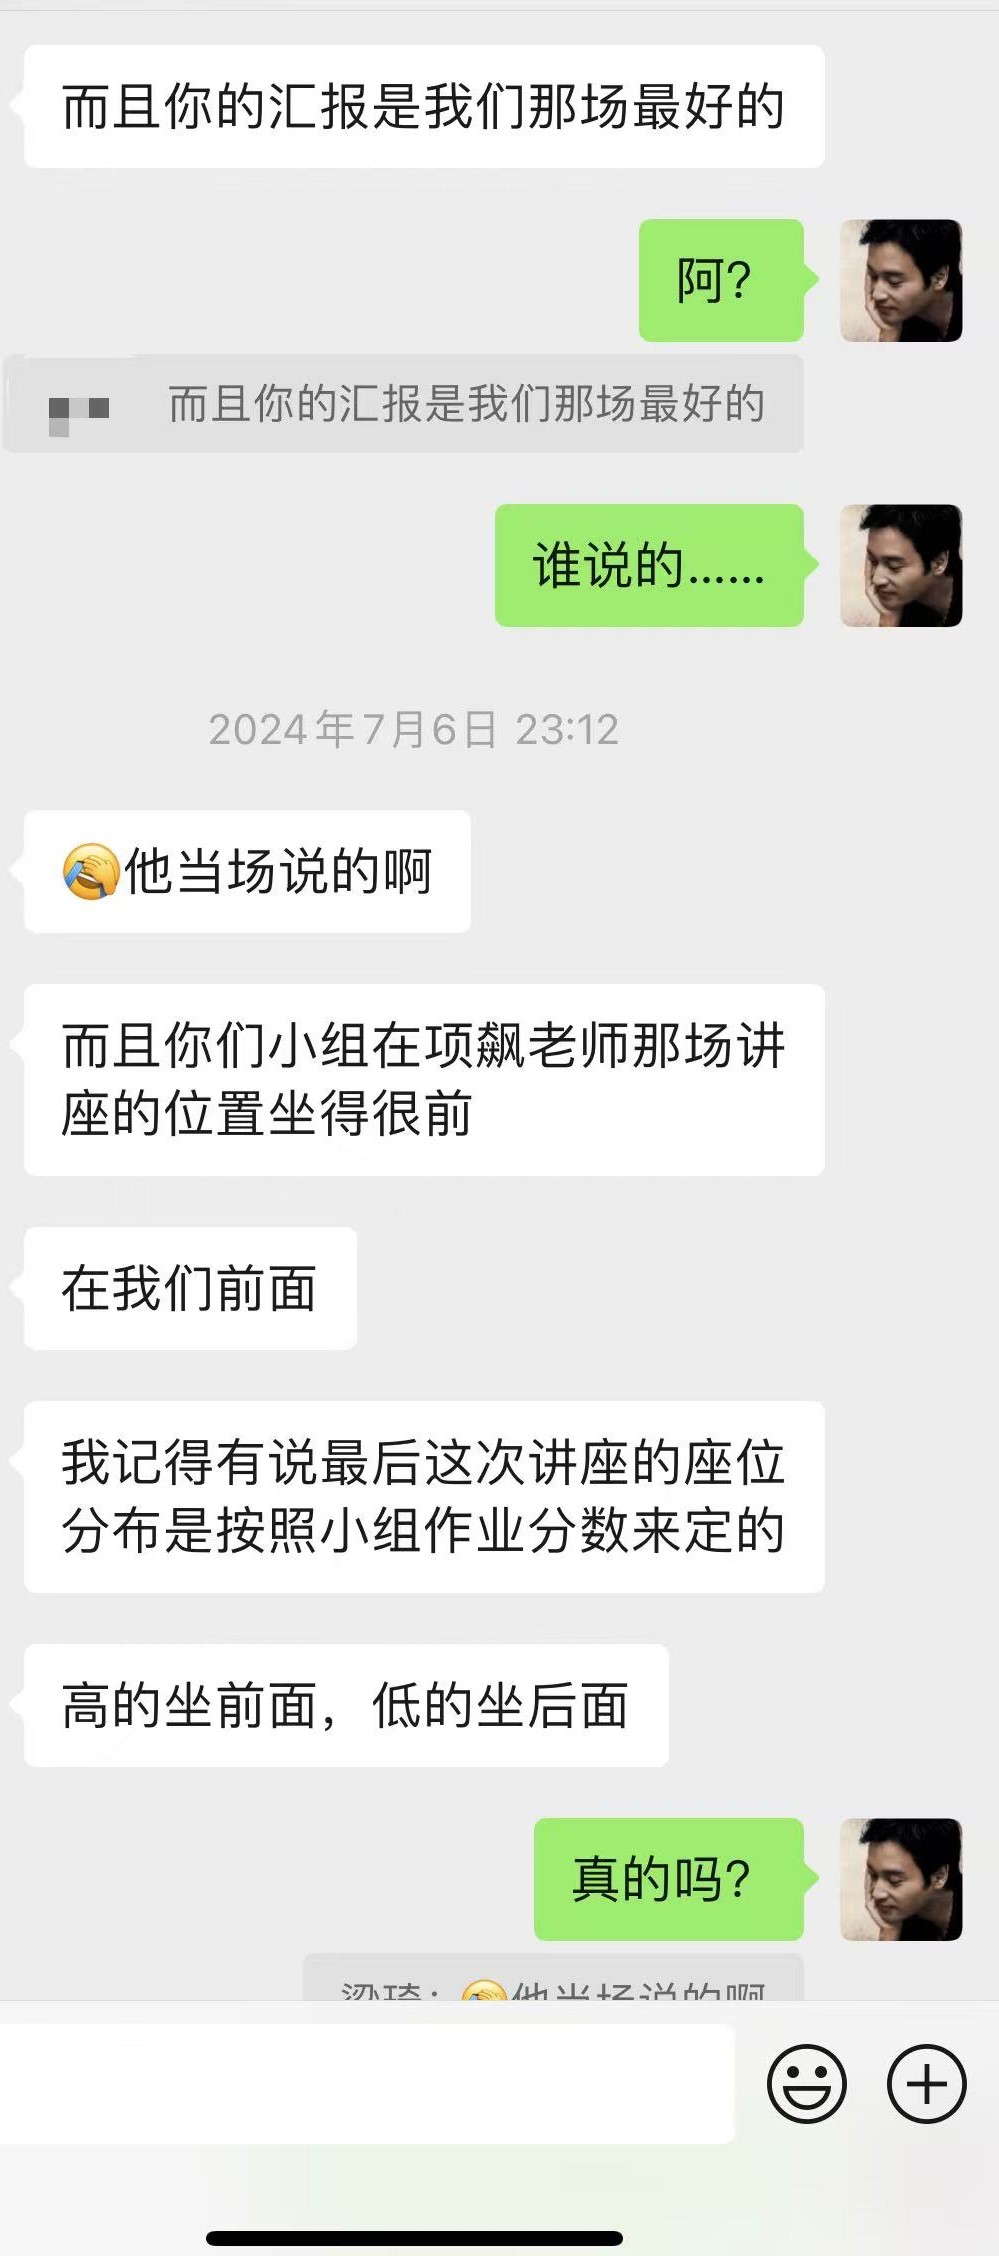 而且你的汇报是我们那场最好的
阿？
而且你的汇报是我们那场最好的
谁说的……
2024年7月6日 23:12
🤣他当场说的啊
而且你们小组在项飙老师那场讲
座的位置坐得很前
在我们前面
我记得有说最后这次讲座的座位
分布是按照小组作业分数来定的
高的坐前面，低的坐后面
真的吗？
梁琦：他当场说的啊